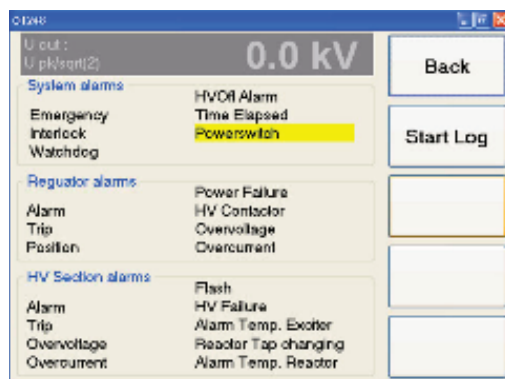 U out :
U pk/sqrt(2)
0.0 kV
Back
Start Log
System alarms
HVOff Alarm
Emergency
Time Elapsed
Interlock
Powerswitch
Watchdog
Reguator alarms
Power Failure
Alarm
HV Contactor
Trip
Overvoltage
Position
Overcurrent
HV Section alarms
Flash
Alarm
HV Failure
Trip
Alarm Temp. Exciter
Overvoltage
Reactor Tap changing
Overcurrent
Alarm Temp. Reactor